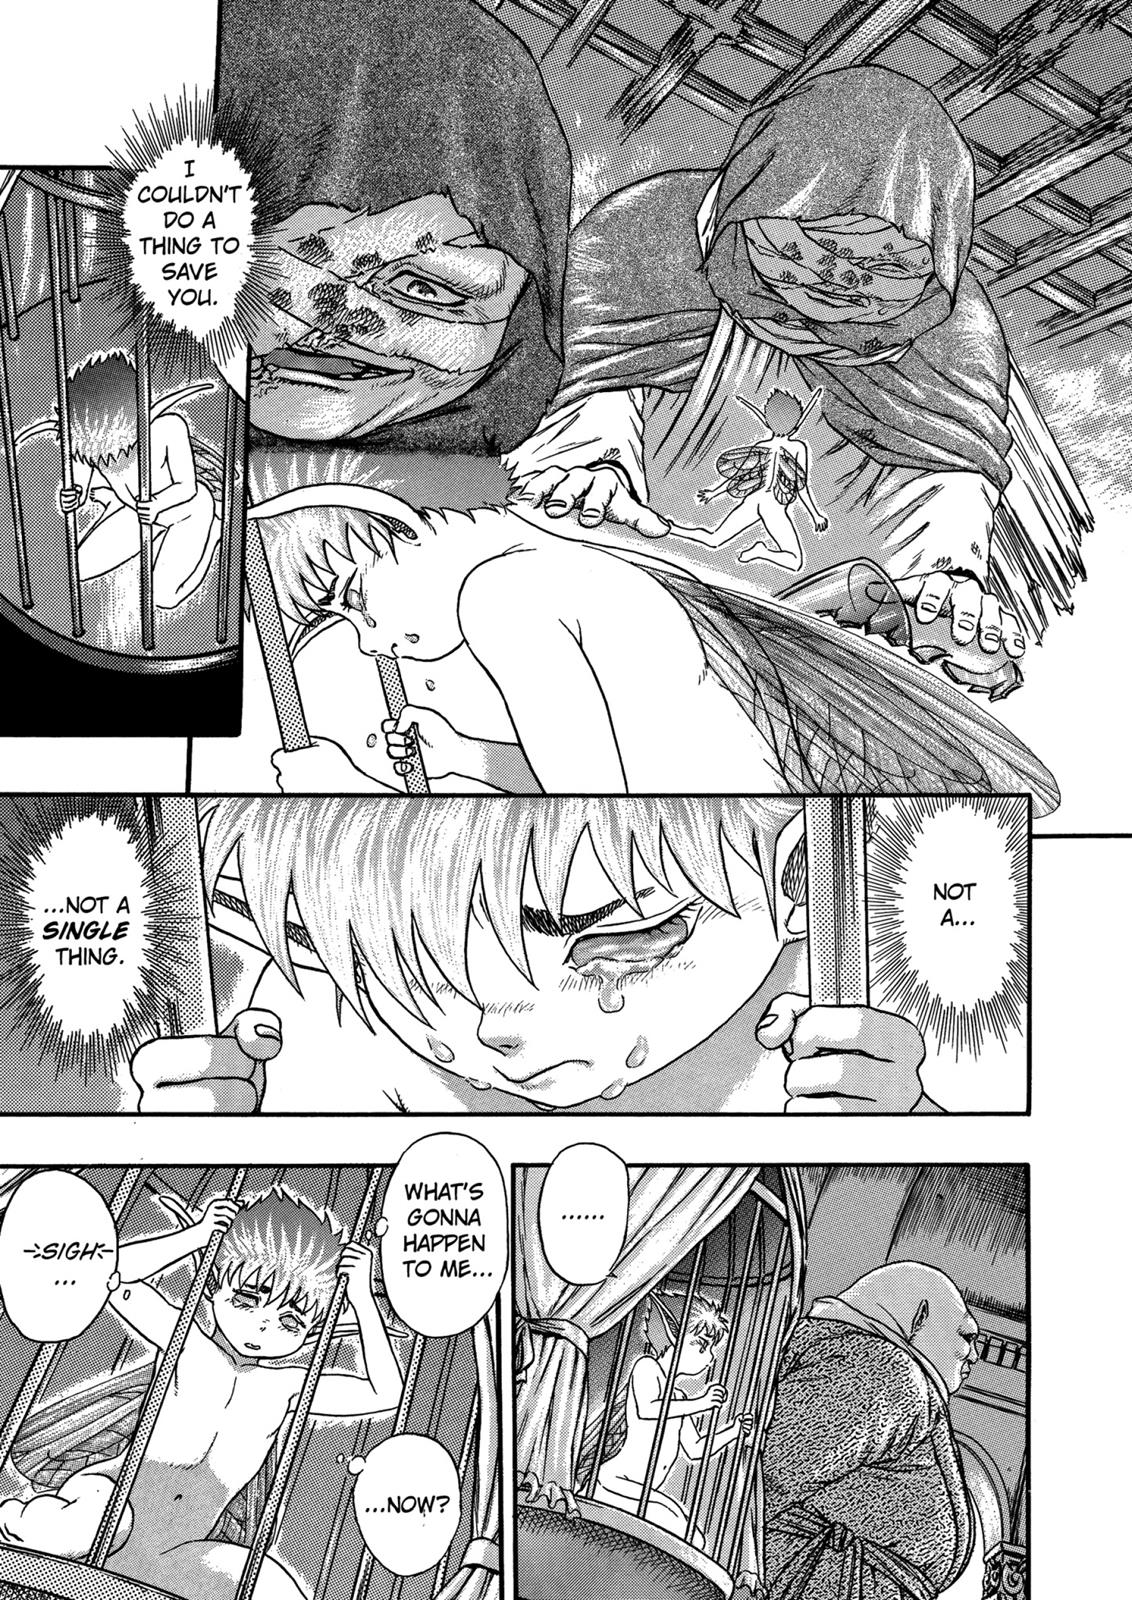 I
COULDN'T
DO A
THING TO
SAVE
YOU.
NOT
A...
...NOT A
SINGLE
THING.
......
WHAT'S
GONNA
HAPPEN
TO ME...
...NOW?
SIGH
...